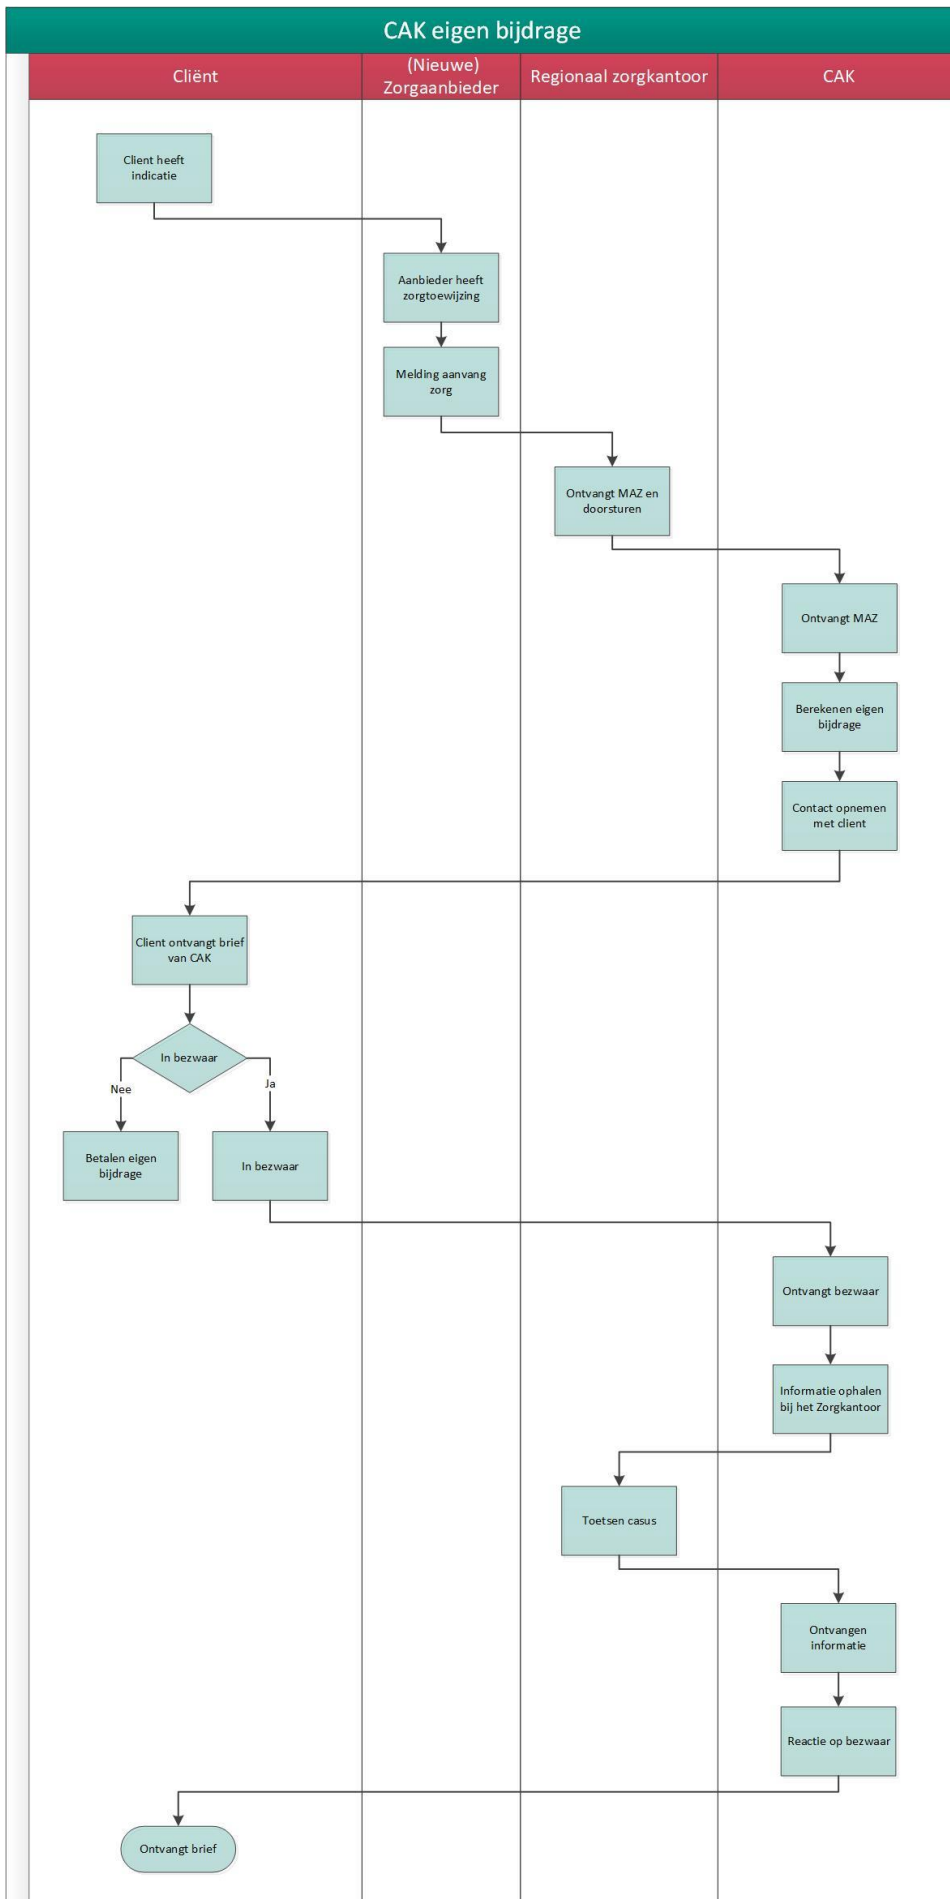 CAK eigen bijdrage
Cliënt
(Nieuwe)
Zorgaanbieder
Regionaal zorgkantoor
CAK
Client heeft
indicatie
Aanbieder heeft
zorgtoewijzing
Melding aanvang
zorg
Ontvangt MAZ en
doorsturen
Ontvangt MAZ
Berekenen eigen
bijdrage
Contact opnemen
met client
Client ontvangt brief
van CAK
In bezwaar
Nee
Ja
Betalen eigen
bijdrage
In bezwaar
Ontvangt bezwaar
Informatie ophalen
bij het Zorgkantoor
Toetsen casus
Ontvangen
informatie
Reactie op bezwaar
Ontvangt brief